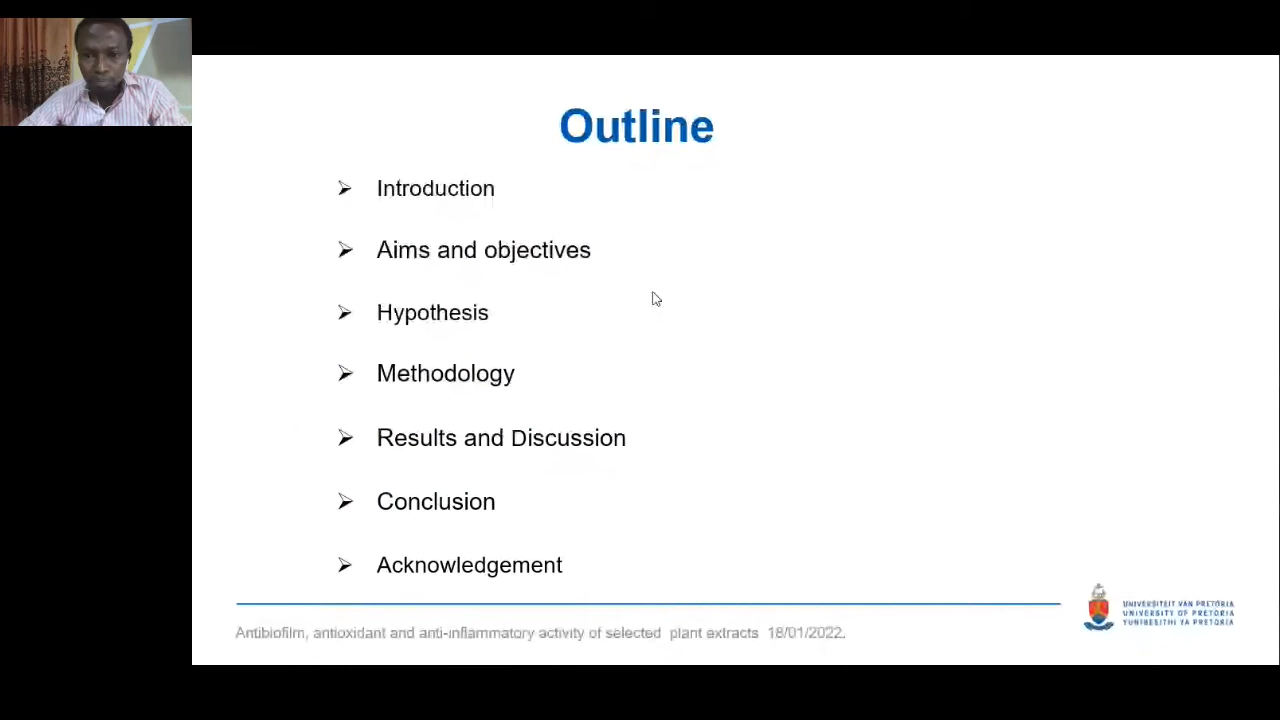 Outline
Introduction
Aims and objectives
Hypothesis
Methodology
Results and Discussion
Conclusion
Acknowledgement
Antibiofilm, antioxidant and anti-inflammatory activity of selected plant extracts 18/01/2022.
UNIVERSITEIT VAN PRETORIA
UNIVERSITY OF PRETORIA
YUNIBESITHI YA PRETORIA